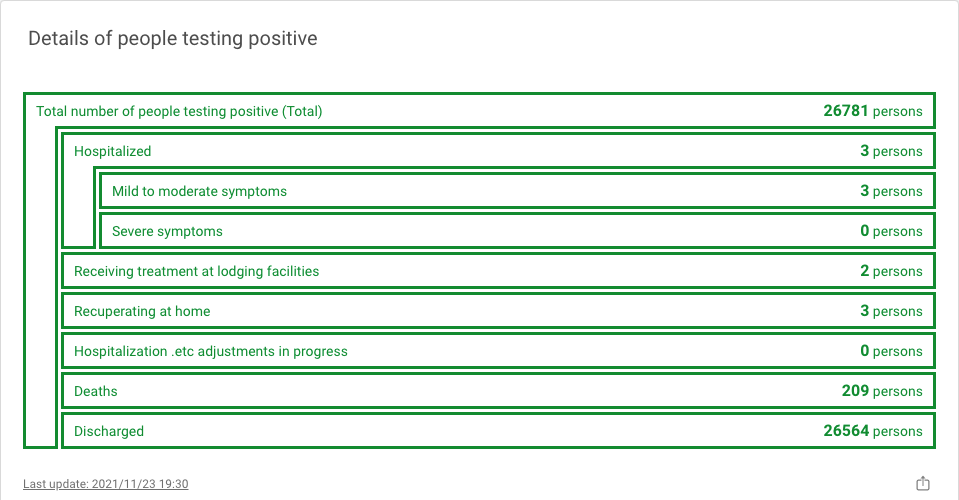 Details of people testing positive
Total number of people testing positive (Total) 26781 persons
Hospitalized 3 persons
Mild to moderate symptoms 3 persons
Severe symptoms 0 persons
Receiving treatment at lodging facilities 2 persons
Recuperating at home 3 persons
Hospitalization .etc adjustments in progress 0 persons
Deaths 209 persons
Discharged 26564 persons
Last update: 2021/11/23 19:30